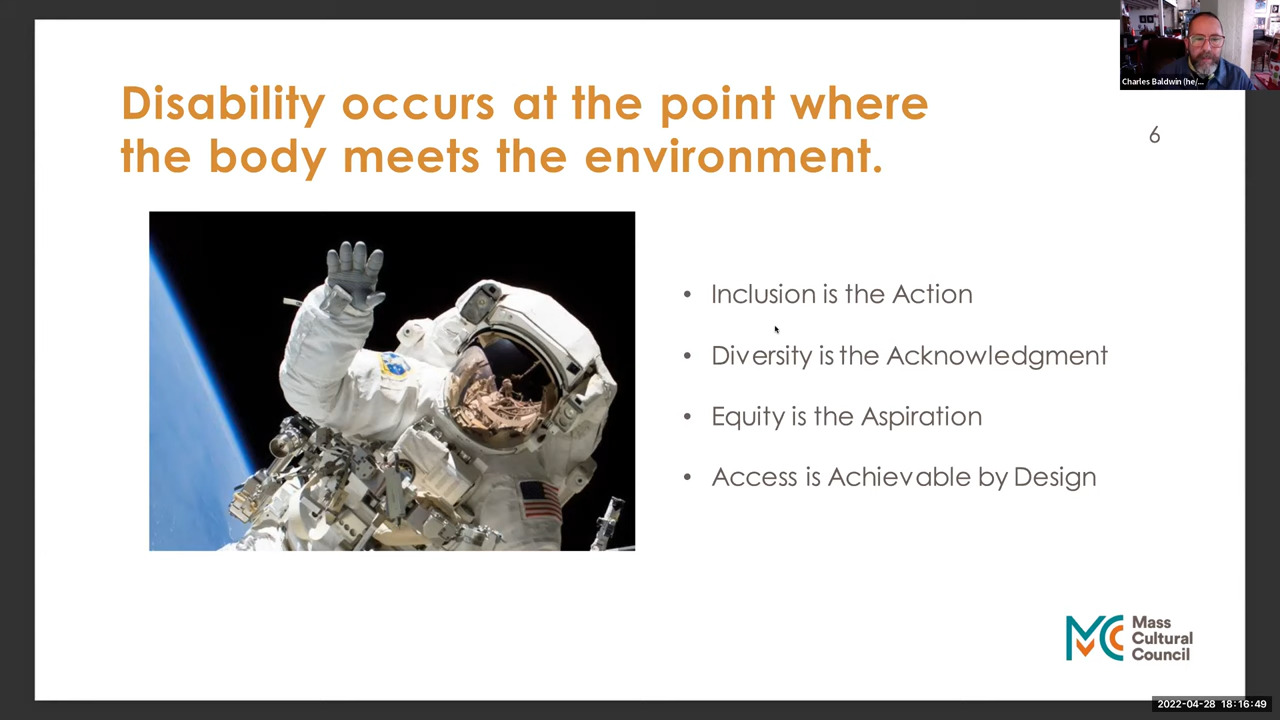 Charles Baldwin (he/...
Disability occurs at the point where
the body meets the environment.
6
• Inclusion is the Action
• Diversity is the Acknowledgment
• Equity is the Aspiration
• Access is Achievable by Design
Mass
Cultural
Council
2022-04-28 18:16:49